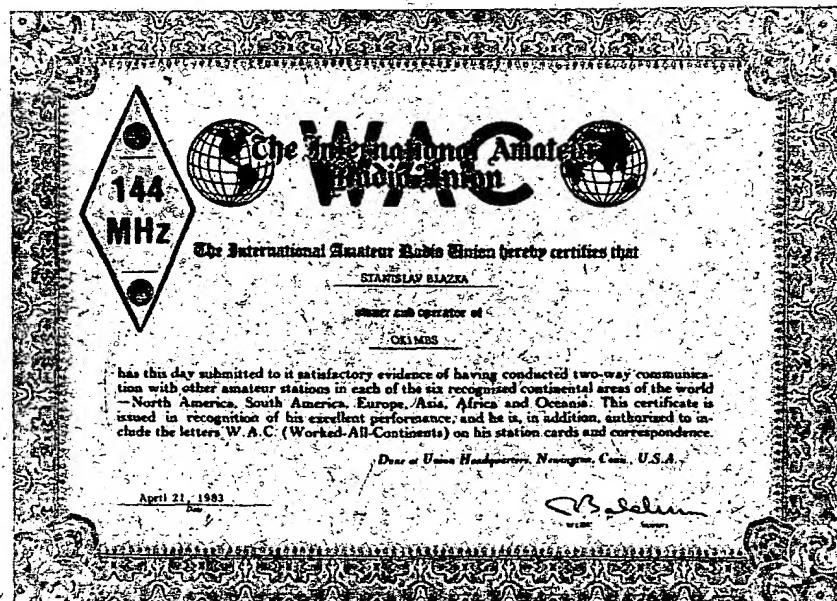 144
MHz
WAC
The International Amateur
Radio Union
The International Amateur Radio Union hereby certifies that
STANISLAV BLAZKA
owner and operator of
OK1MBS
has this day submitted to it satisfactory evidence of having conducted two-way communica-
tion with other amateur stations in each of the six recognized continental areas of the world
—North America, South America, Europe, Asia, Africa and Oceania. This certificate is
issued in recognition of his excellent performance, and he is, in addition, authorized to in-
clude the letters W.A.C. (Worked-All-Continents) on his station cards and correspondence.
Done at Union Headquarters, Newington, Conn., U.S.A.
April 21, 1983
Date